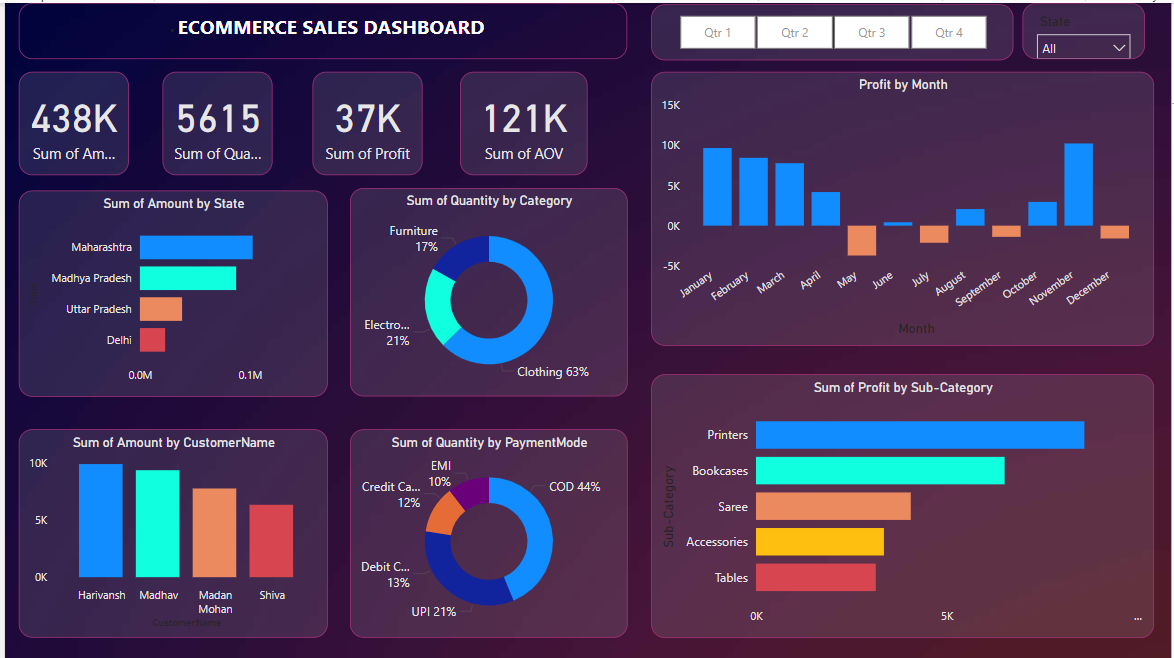 ECOMMERCE SALES DASHBOARD
Qtr 1
Qtr 2
Qtr 3
Qtr 4
State
All
438K
Sum of Am...
5615
Sum of Qua...
37K
Sum of Profit
121K
Sum of AOV
Profit by Month
15K
10K
5K
0K
-5K
January
February
March
April
May
June
July
August
September
October
November
December
Month
Sum of Amount by State
Maharashtra
Madhya Pradesh
Uttar Pradesh
Delhi
0.0M
0.1M
Sum of Quantity by Category
Furniture
17%
Electro...
21%
Clothing 63%
Sum of Profit by Sub-Category
Sub-Category
Printers
Bookcases
Saree
Accessories
Tables
0K
5K
...
Sum of Amount by CustomerName
10K
5K
0K
Harivansh
Madhav
Madan
Mohan
Shiva
CustomerName
Sum of Quantity by PaymentMode
EMI
10%
Credit Ca...
12%
COD 44%
Debit C...
13%
UPI 21%